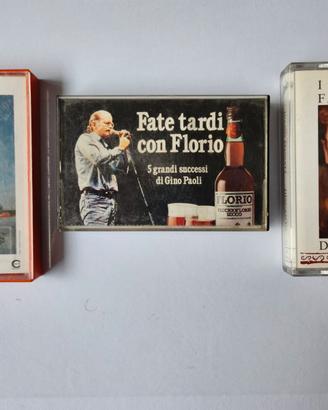 Fate tardi
con Florio
5 grandi successi
di Gino Paoli
FLORIO
I
F
D